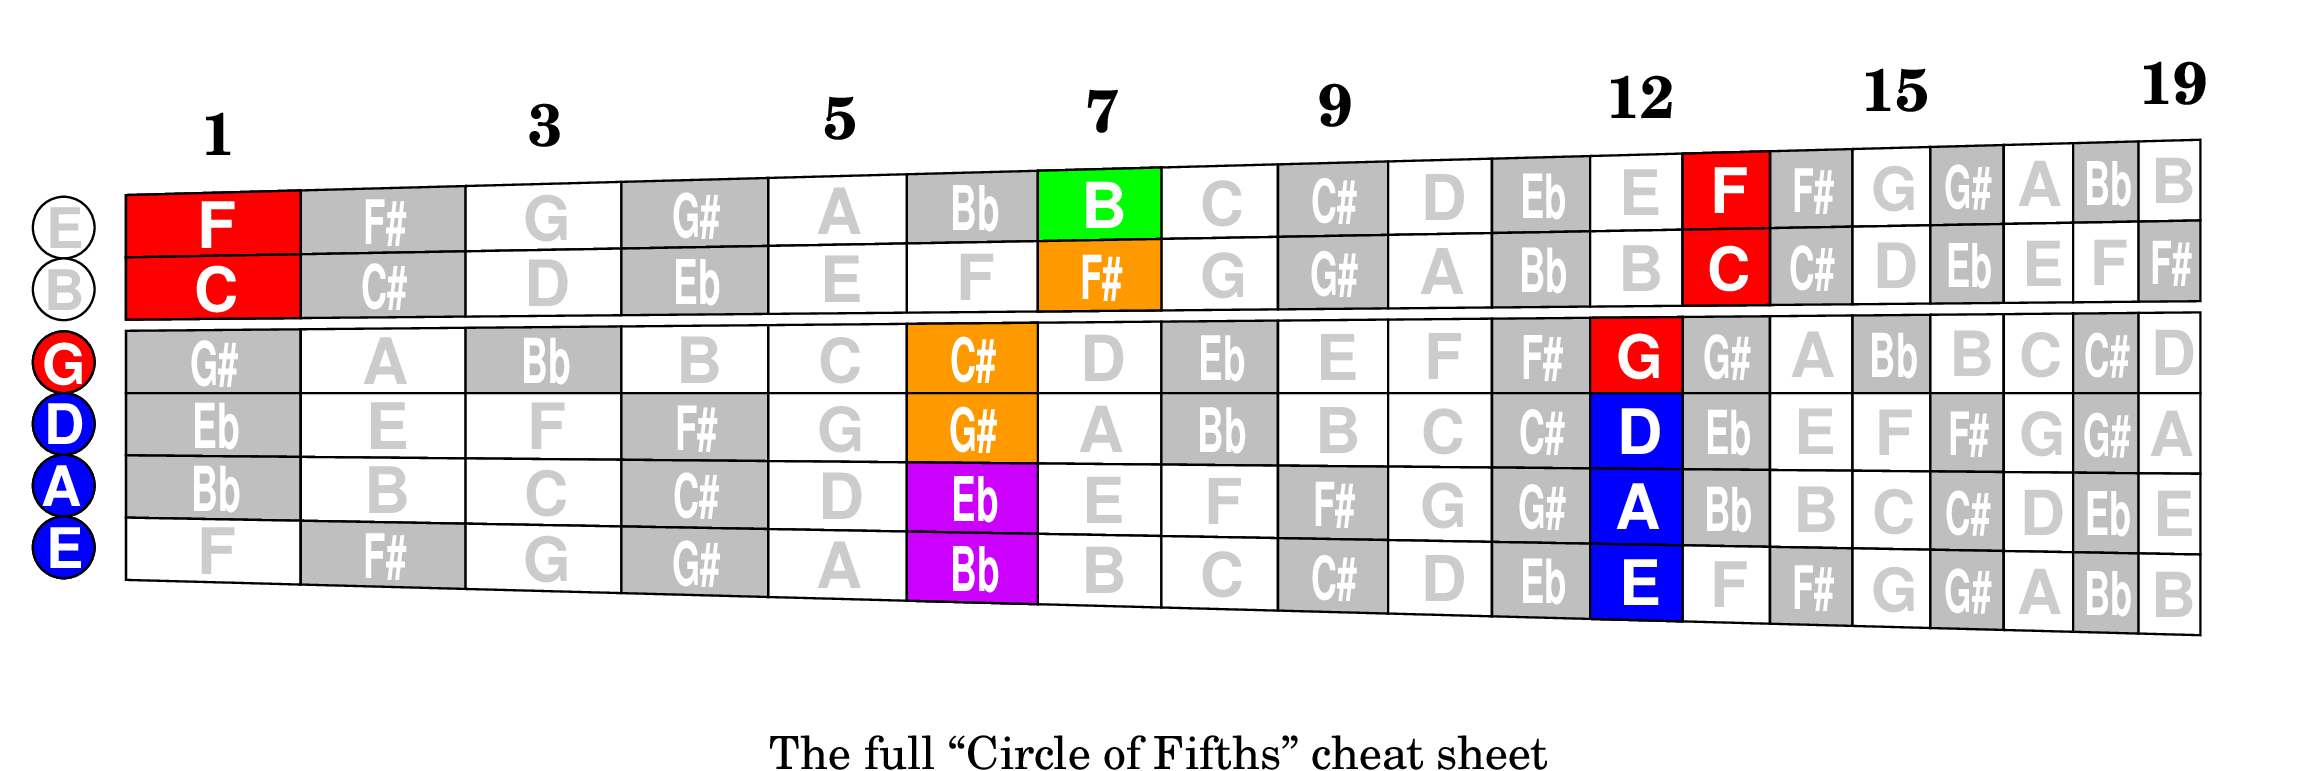 1 3 5 7 9 12 15 19
E F F# G G# A Bb B C C# D Eb E F F# G G# A Bb B
B C C# D Eb E F F# G G# A Bb B C C# D Eb E F F#
G G# A Bb B C C# D Eb E F F# G G# A Bb B C C# D
D Eb E F F# G G# A Bb B C C# D Eb E F F# G G# A
A Bb B C C# D Eb E F F# G G# A Bb B C C# D Eb E
E F F# G G# A Bb B C C# D Eb E F F# G G# A Bb B
The full “Circle of Fifths” cheat sheet